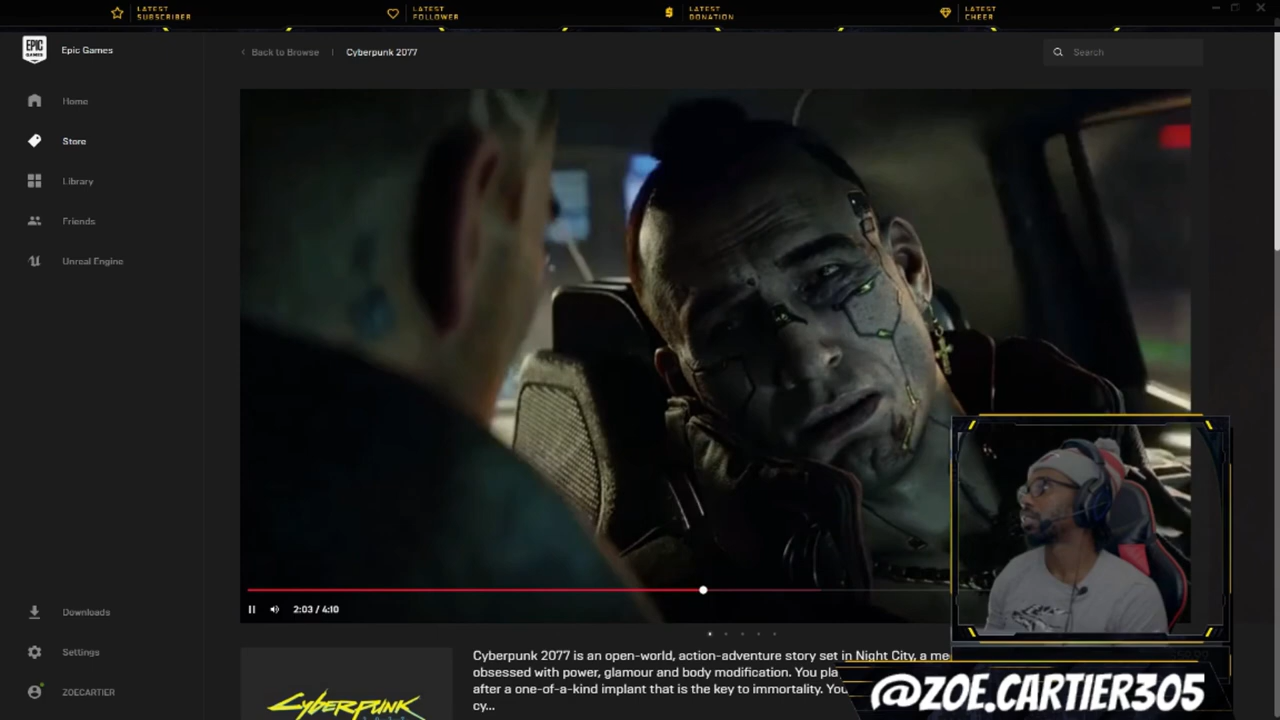 LATEST
SUBSCRIBER
LATEST
FOLLOWER
LATEST
DONATION
LATEST
CHEER
EPIC
GAMES
Epic Games
Back to Browse
Cyberpunk 2077
Search
Home
Store
Library
Friends
Unreal Engine
2:03 / 4:10
Cyberpunk 2077 is an open-world, action-adventure story set in Night City, a me
obsessed with power, glamour and body modification. You pla
after a one-of-a-kind implant that is the key to immortality. You
cy...
CYBERPUNK
@ZOE.CARTIER305
Downloads
Settings
ZOECARTIER